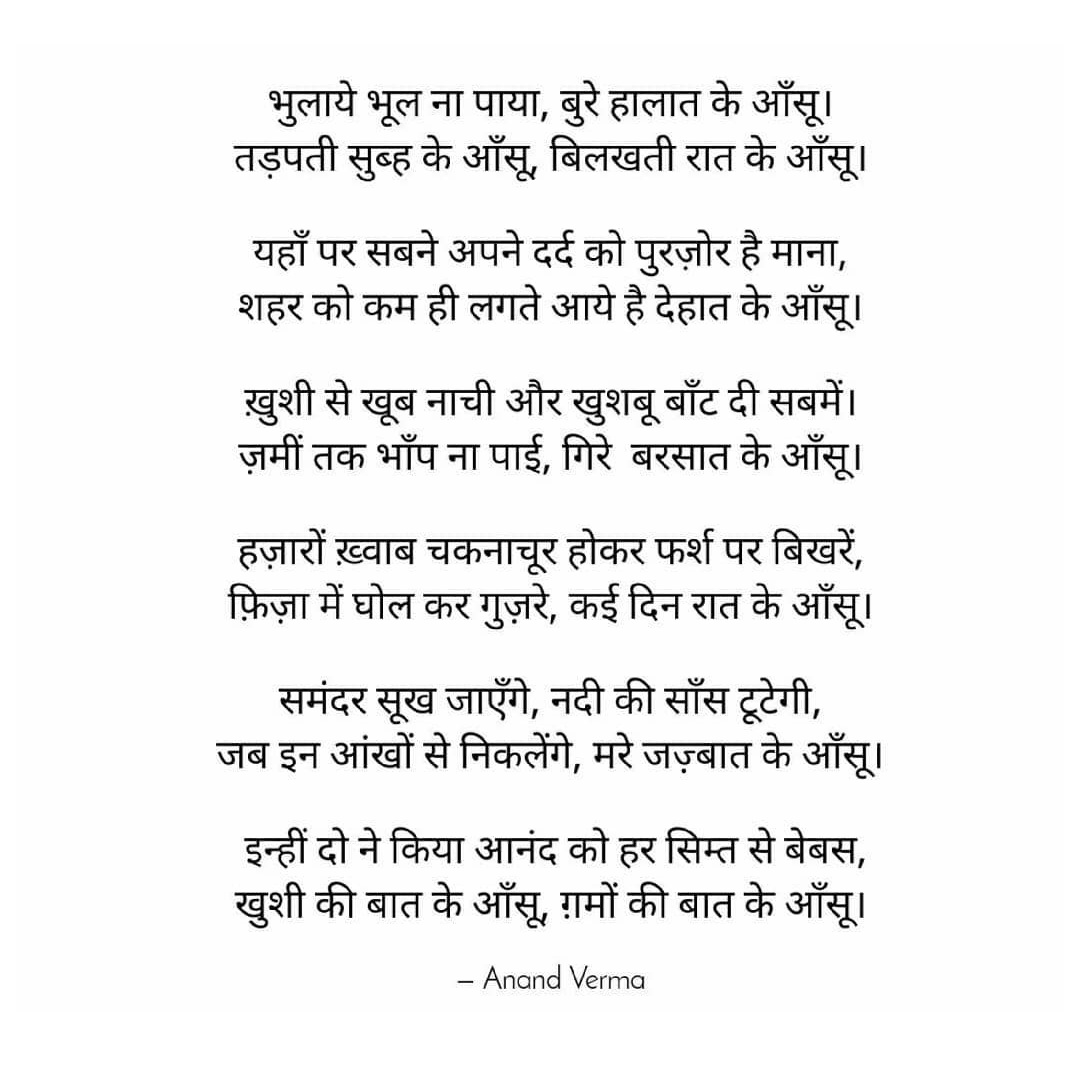 भुलाये भूल ना पाया, बुरे हालात के आँसू।
तड़पती सुब्ह के आँसू, बिलखती रात के आँसू।
यहाँ पर सबने अपने दर्द को पुरज़ोर है माना,
शहर को कम ही लगते आये है देहात के आँसू।
ख़ुशी से खूब नाची और खुशबू बाँट दी सबमें।
ज़मीं तक भाँप ना पाई, गिरे बरसात के आँसू।
हज़ारों ख़्वाब चकनाचूर होकर फर्श पर बिखरें,
फ़िज़ा में घोल कर गुज़रे, कई दिन रात के आँसू।
समंदर सूख जाएँगे, नदी की साँस टूटेगी,
जब इन आंखों से निकलेंगे, मरे जज़्बात के आँसू।
इन्हीं दो ने किया आनंद को हर सिम्त से बेबस,
खुशी की बात के आँसू, ग़मों की बात के आँसू।
– Anand Verma